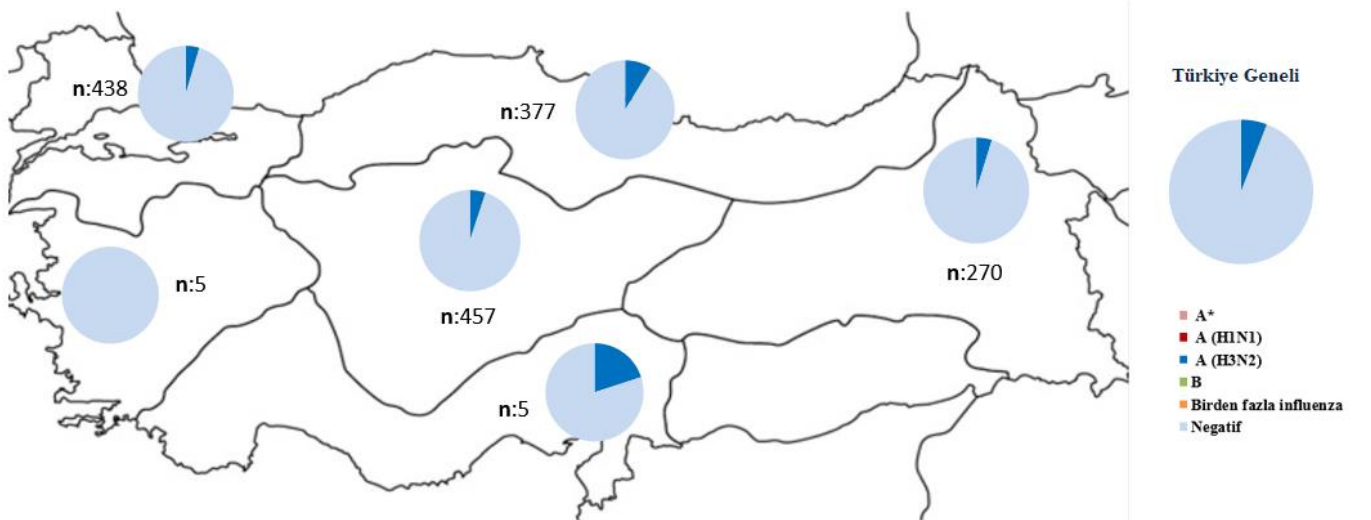 n:438
n:377
n:5
n:457
n:270
n:5
Türkiye Geneli
A*
A (H1N1)
A (H3N2)
B
Birden fazla influenza
Negatif